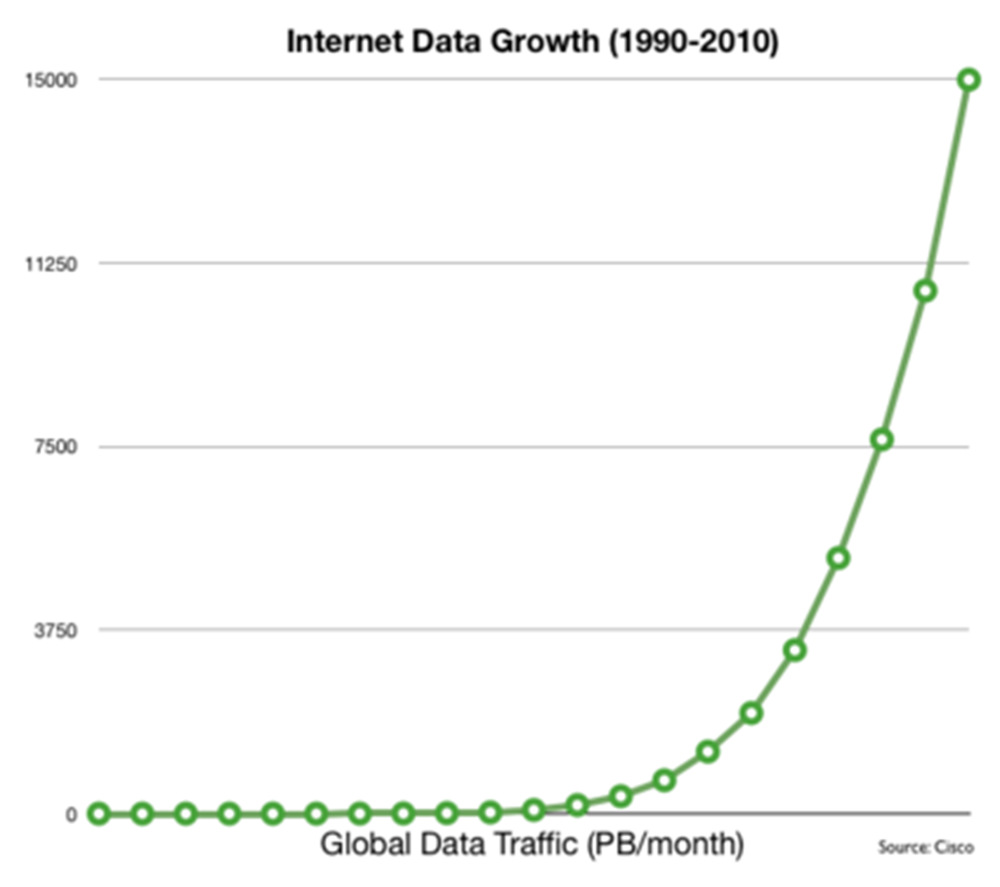 Internet Data Growth (1990-2010)
15000
11250
7500
3750
0
Global Data Traffic (PB/month)
Source: Cisco